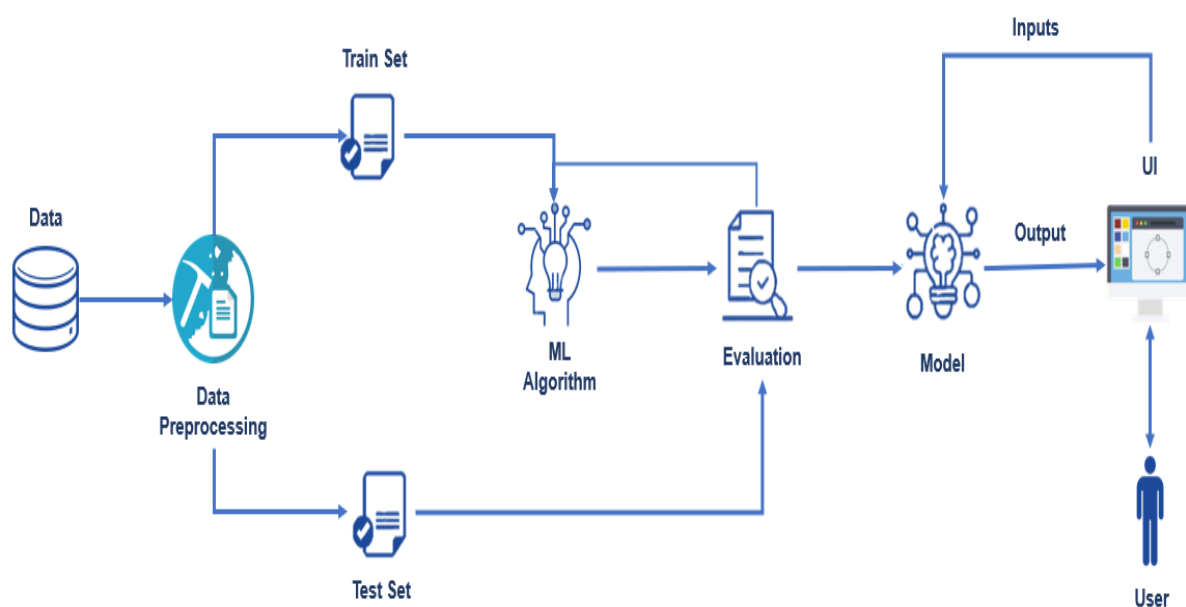 Inputs
Train Set
UI
Data
Output
ML
Algorithm
Evaluation
Model
Data
Preprocessing
Test Set
User